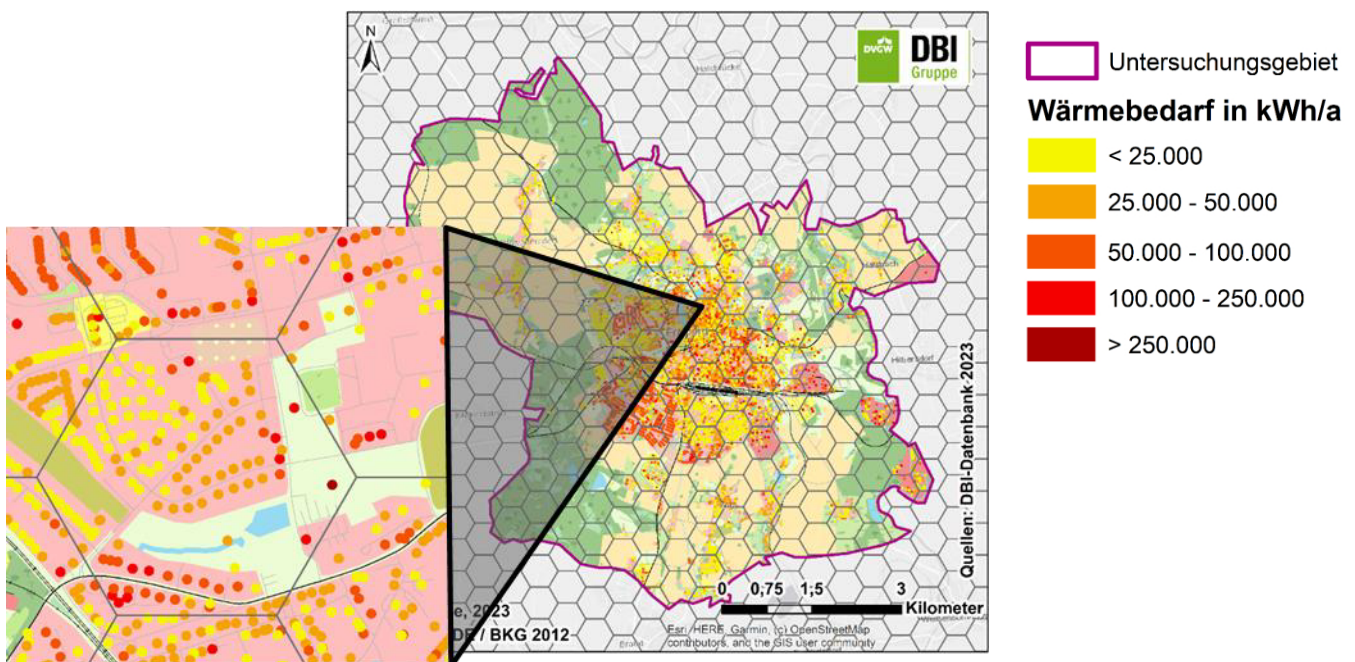 N
DVGW
DBI
Gruppe
Untersuchungsgebiet
Wärmebedarf in kWh/a
< 25.000
25.000 - 50.000
50.000 - 100.000
100.000 - 250.000
> 250.000
Quellen: DBI-Datenbank-2023
0 0,75 1,5 3
Kilometer
e, 2023
/ BKG 2012
Esri, HERE, Garmin, (c) OpenStreetMap
contributors, and the GIS user community
Brand